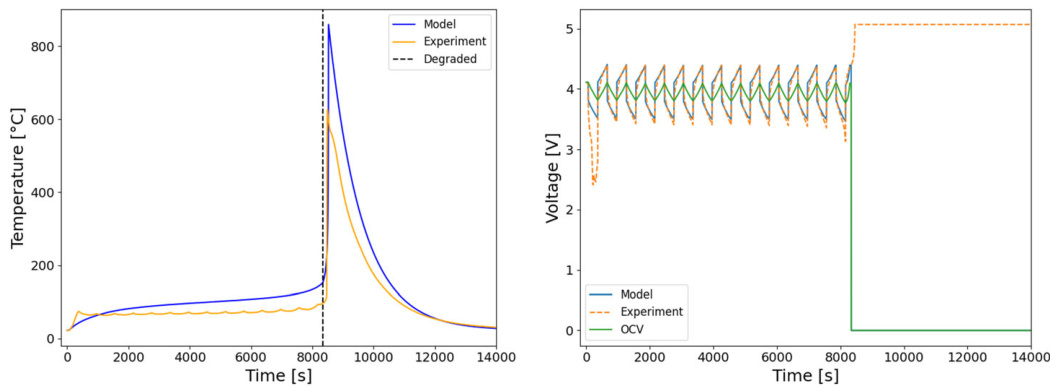 Model
Experiment
Degraded
800
600
400
200
0
Temperature [°C]
0 2000 4000 6000 8000 10000 12000 14000
Time [s]
5
4
3
2
1
0
Voltage [V]
Model
Experiment
OCV
0 2000 4000 6000 8000 10000 12000 14000
Time [s]